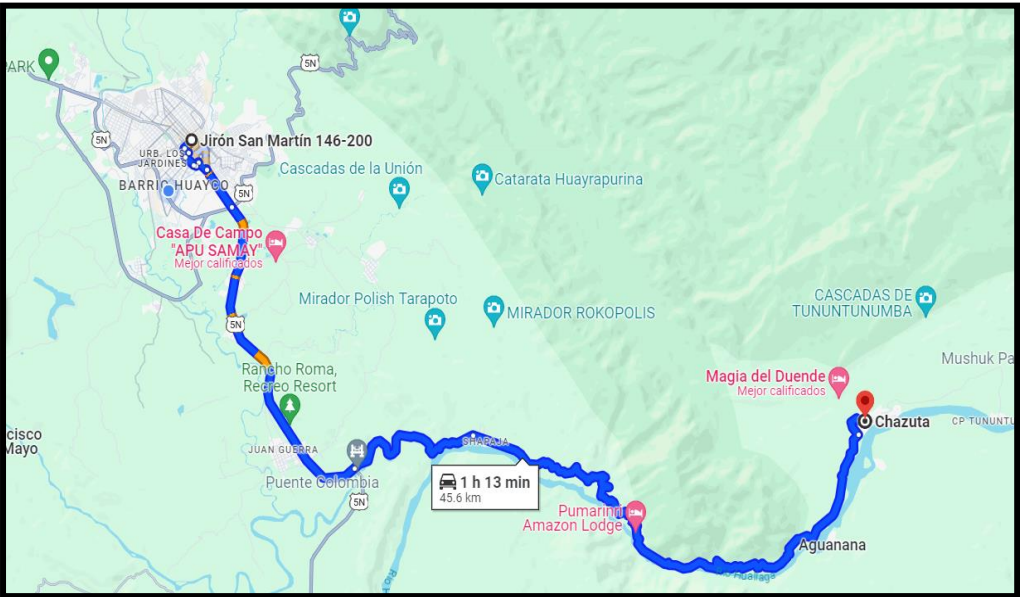 PARK
5N
5N
Jirón San Martín 146-200
URB. LOS
JARDINES
BARRIO HUAYCO
5N
Cascadas de la Unión
Catarata Huayrapurina
Casa De Campo
"APU SAMAY"
Mejor calificados
5N
Mirador Polish Tarapoto
MIRADOR ROKOPOLIS
CASCADAS DE
TUNUNTUNUMBA
Rancho Roma,
Recreo Resort
Mushuk Pa
Magia del Duende
Mejor calificados
Chazuta
CP TUNUNTU
cisco
Mayo
JUAN GUERRA
SHAPAJA
Puente Colombia
5N
1 h 13 min
45.6 km
Pumarinri
Amazon Lodge
Aguanana
Huallaga